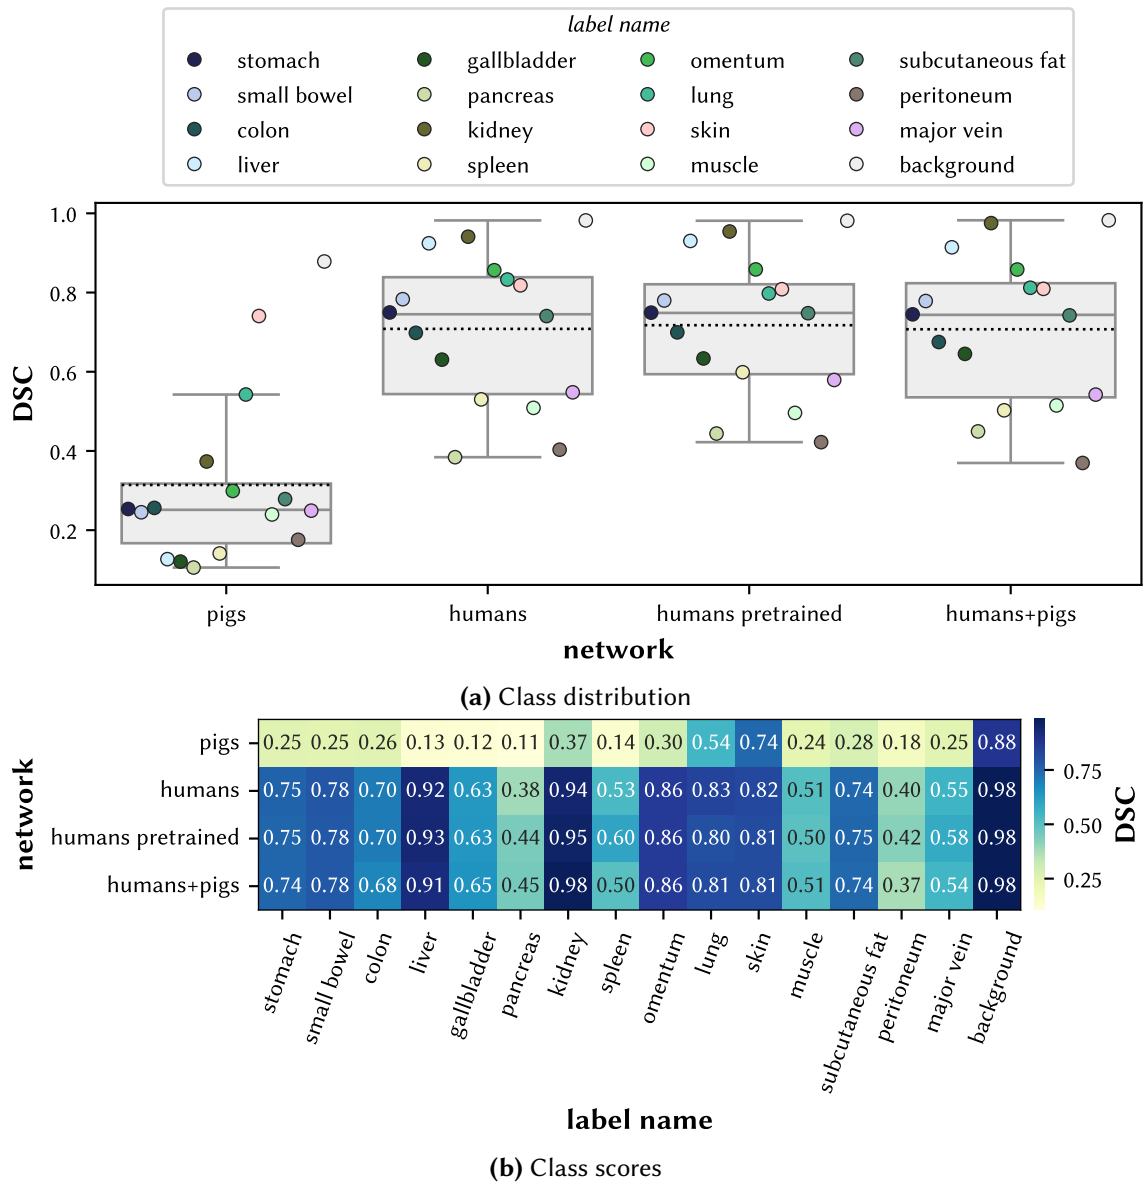 label name
stomach gallbladder omentum subcutaneous fat
small bowel pancreas lung peritoneum
colon kidney skin major vein
liver spleen muscle background
DSC
1.0
0.8
0.6
0.4
0.2
pigs humans humans pretrained humans+pigs
network
(a) Class distribution
network
pigs 0.25 0.25 0.26 0.13 0.12 0.11 0.37 0.14 0.30 0.54 0.74 0.24 0.28 0.18 0.25 0.88
humans 0.75 0.78 0.70 0.92 0.63 0.38 0.94 0.53 0.86 0.83 0.82 0.51 0.74 0.40 0.55 0.98
humans pretrained 0.75 0.78 0.70 0.93 0.63 0.44 0.95 0.60 0.86 0.80 0.81 0.50 0.75 0.42 0.58 0.98
humans+pigs 0.74 0.78 0.68 0.91 0.65 0.45 0.98 0.50 0.86 0.81 0.81 0.51 0.74 0.37 0.54 0.98
0.75
0.50
0.25
DSC
stomach small bowel colon liver gallbladder pancreas kidney spleen omentum lung skin muscle subcutaneous fat peritoneum major vein background
label name
(b) Class scores